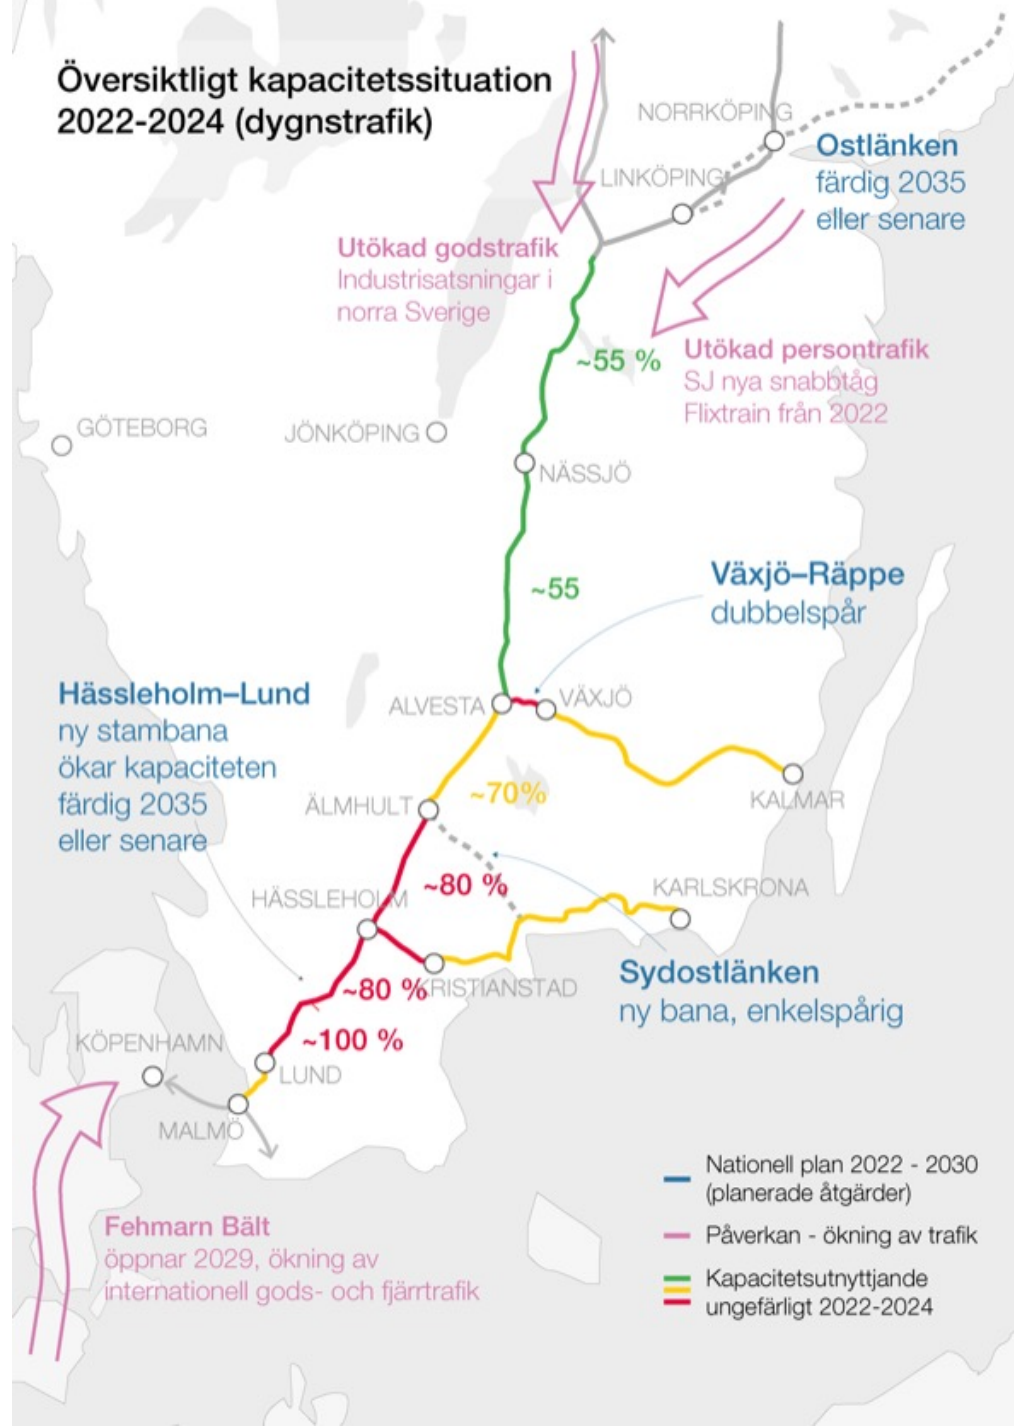 Översiktligt kapacitetssituation
2022-2024 (dygnstrafik)
NORRKÖPING
Ostlänken
färdig 2035
eller senare
LINKÖPING
Utökad godstrafik
Industrisatsningar i
norra Sverige
~55 %
Utökad persontrafik
SJ nya snabbtåg
Flixtrain från 2022
GÖTEBORG
JÖNKÖPING
NÄSSJÖ
~55
Växjö–Räppe
dubbelspår
Hässleholm–Lund
ny stambana
ökar kapaciteten
färdig 2035
eller senare
ALVESTA
VÄXJÖ
~70%
KALMAR
ÄLMHULT
~80 %
HÄSSLEHOLM
KARLSKRONA
~80 %
KRISTIANSTAD
Sydostlänken
ny bana, enkelspårig
~100 %
KÖPENHAMN
LUND
MALMÖ
Fehmarn Bält
öppnar 2029, ökning av
internationell gods- och fjärrtrafik
Nationell plan 2022 - 2030
(planerade åtgärder)
Påverkan - ökning av trafik
Kapacitetsutnyttjande
ungefärligt 2022-2024